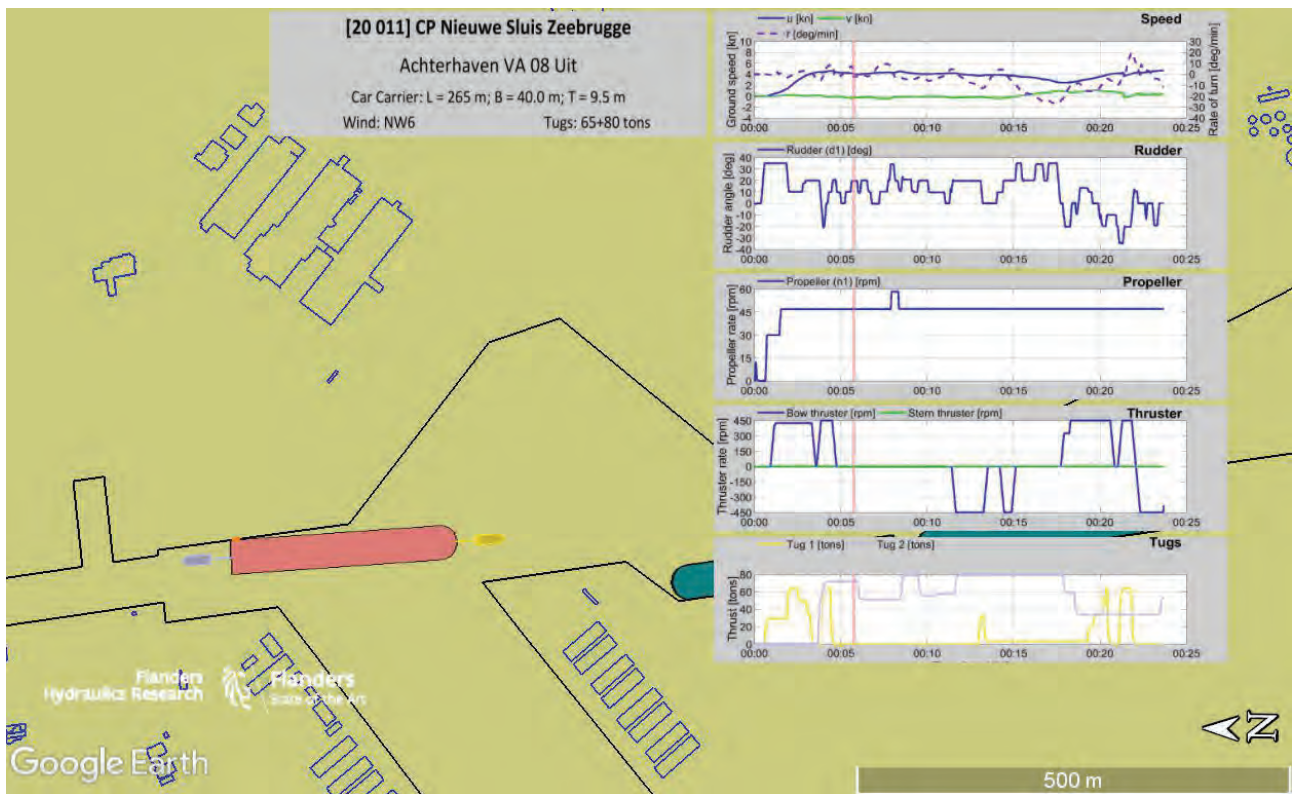 [20 011] CP Nieuwe Sluis Zeebrugge
Achterhaven VA 08 Uit
Car Carrier: L = 265 m; B = 40.0 m; T = 9.5 m
Wind: NW6 Tugs: 65+80 tons
u [kn] v [kn] Speed
r [deg/min]
Ground speed [kn]
10
8
6
4
2
0
-2
-4
30
20
10
0
-10
-20
-30
-40
Rate of turn [deg/min]
00:00 00:05 00:10 00:15 00:20 00:25
Rudder (d1) [deg] Rudder
Rudder angle [deg]
40
30
20
10
0
-10
-20
-30
-40
00:00 00:05 00:10 00:15 00:20 00:25
Propeller (n1) [rpm] Propeller
Propeller rate [rpm]
60
45
30
15
0
00:00 00:05 00:10 00:15 00:20 00:25
Bow thruster [rpm] Stern thruster [rpm] Thruster
Thruster rate [rpm]
450
300
150
0
-150
-300
-450
00:00 00:05 00:10 00:15 00:20 00:25
Tug 1 [tons] Tug 2 [tons] Tugs
Thrust [tons]
80
60
40
20
0
00:00 00:05 00:10 00:15 00:20 00:25
Flanders
Hydraulics Research
Flanders
State of the Art
Google Earth
N
500 m